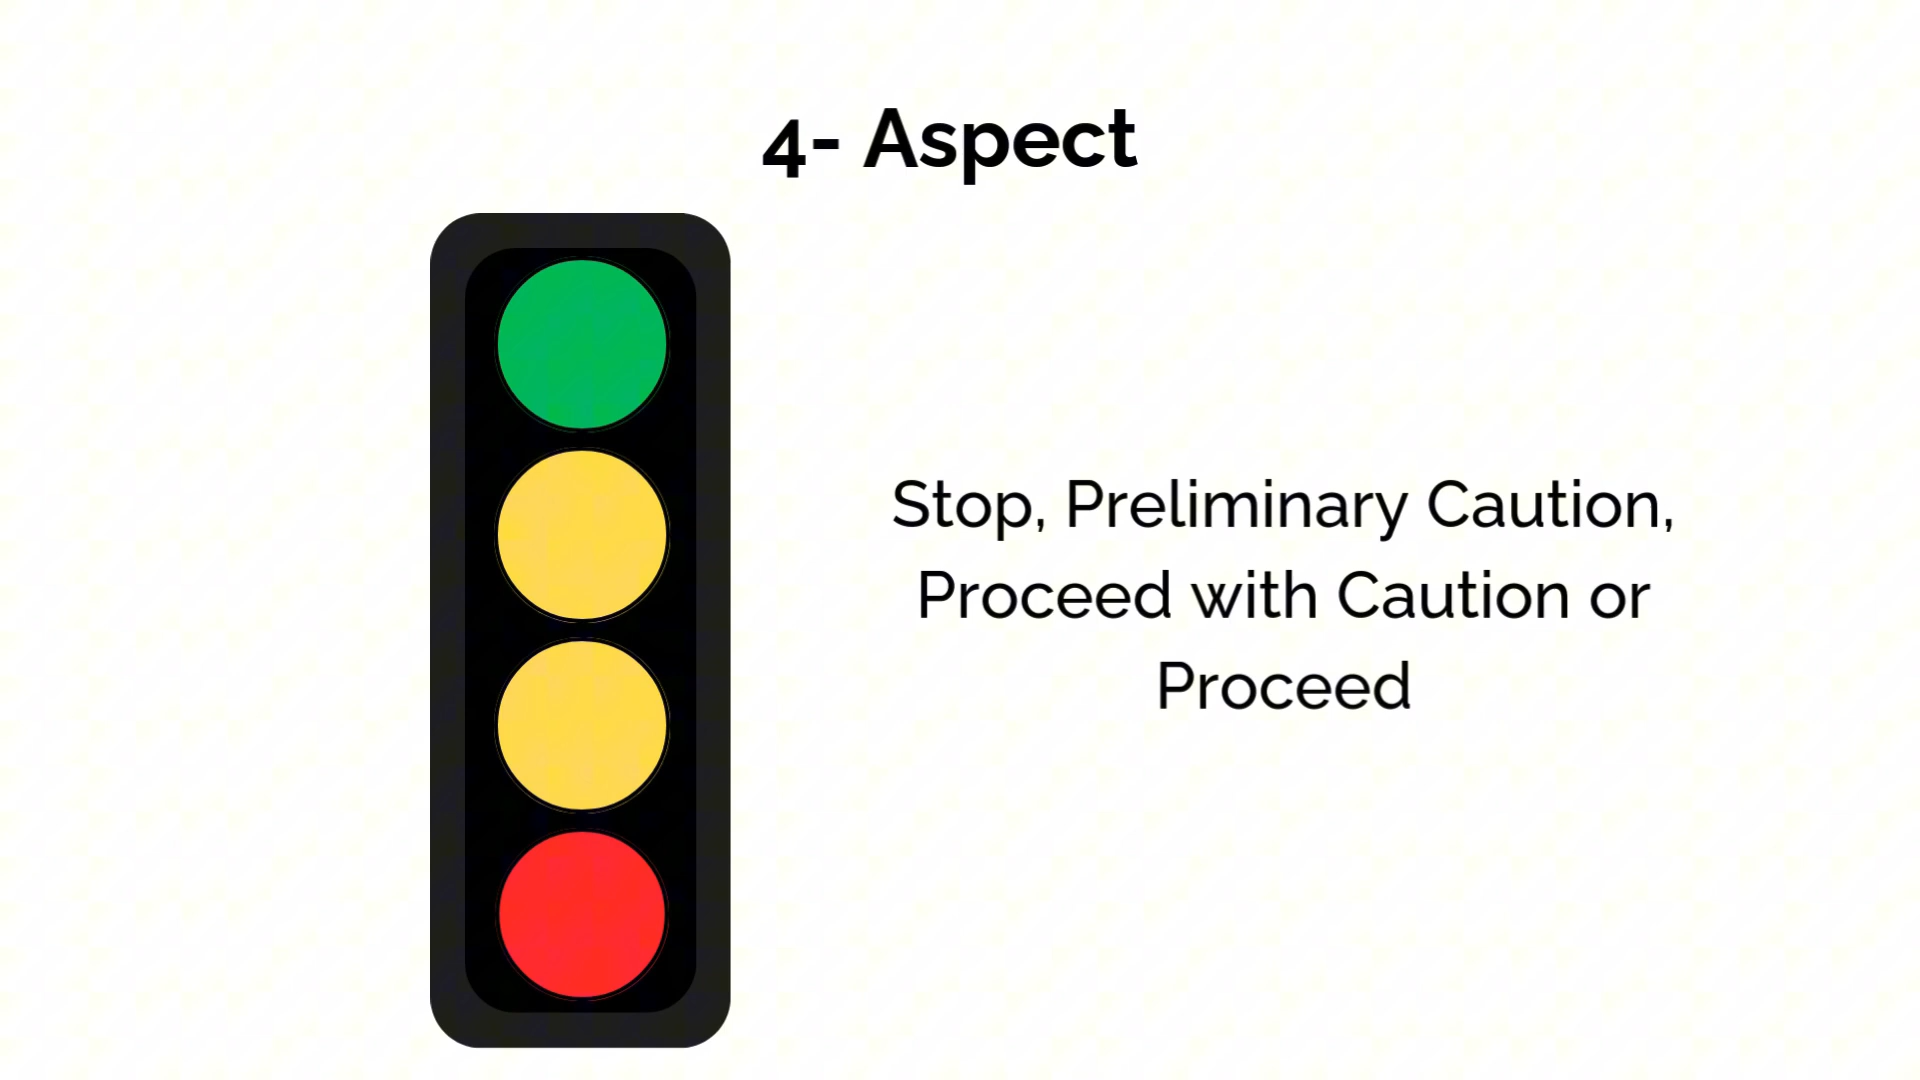 4- Aspect
Stop, Preliminary Caution,
Proceed with Caution or
Proceed